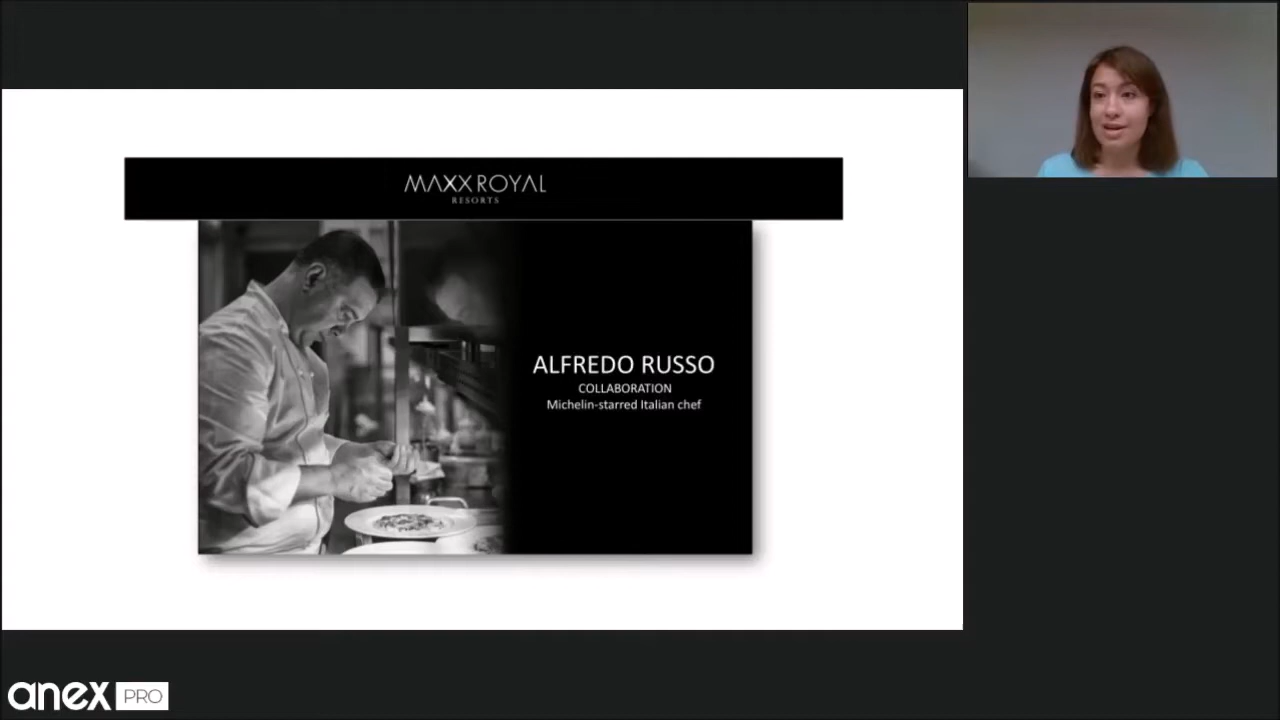 MAXX ROYAL
RESORTS
ALFREDO RUSSO
COLLABORATION
Michelin-starred Italian chef
anex PRO